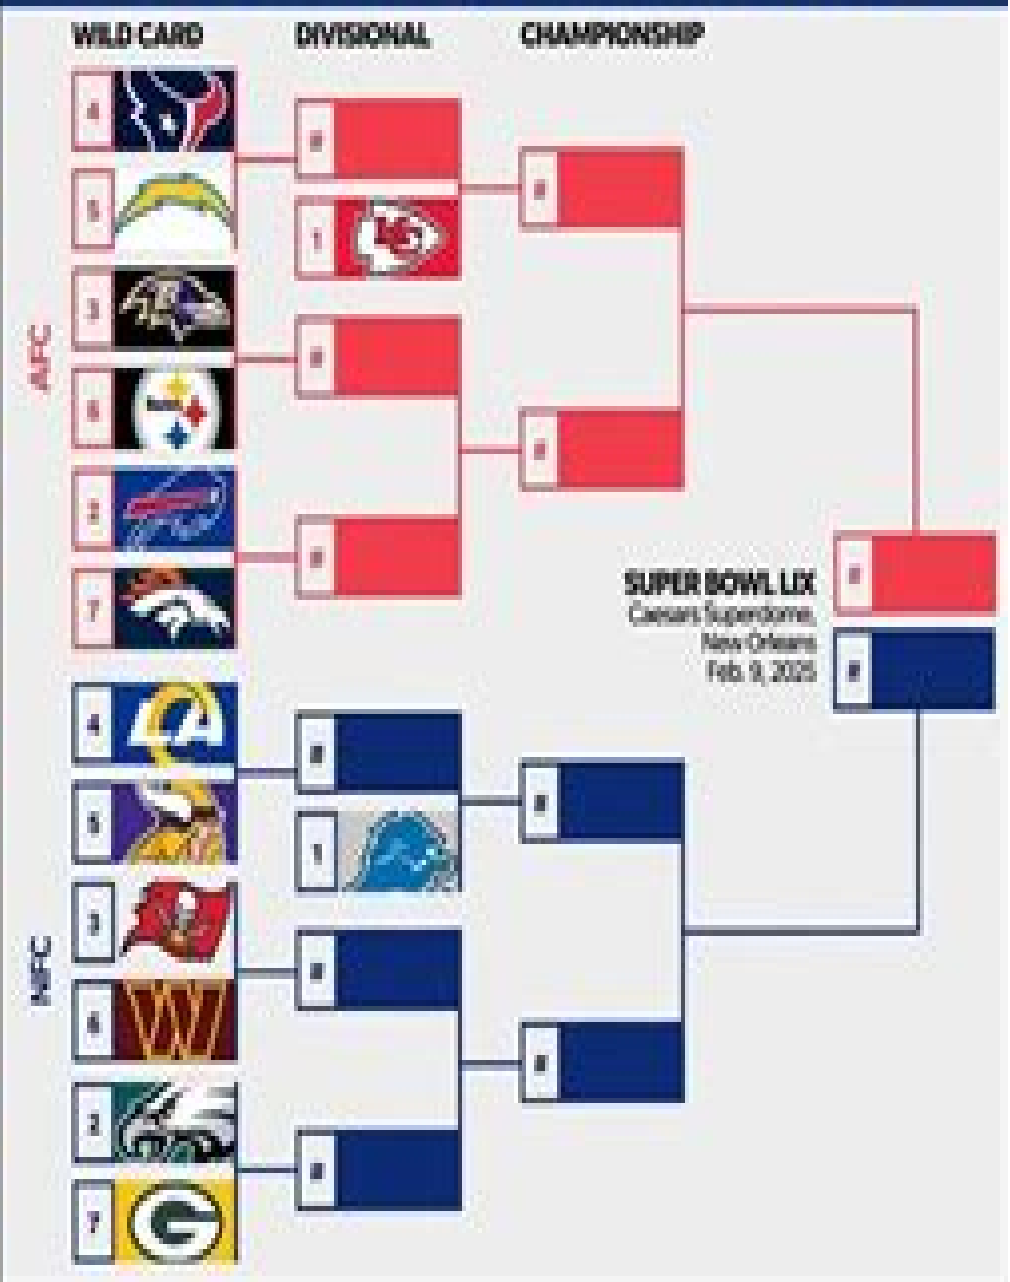 WILD CARD
DIVISIONAL
CHAMPIONSHIP
AFC
4
5
3
6
2
7
#
1
#
#
#
#
SUPER BOWL LIX
Caesars Superdome,
New Orleans
Feb. 9, 2025
#
#
NFC
4
5
3
6
2
7
#
1
#
#
#
#